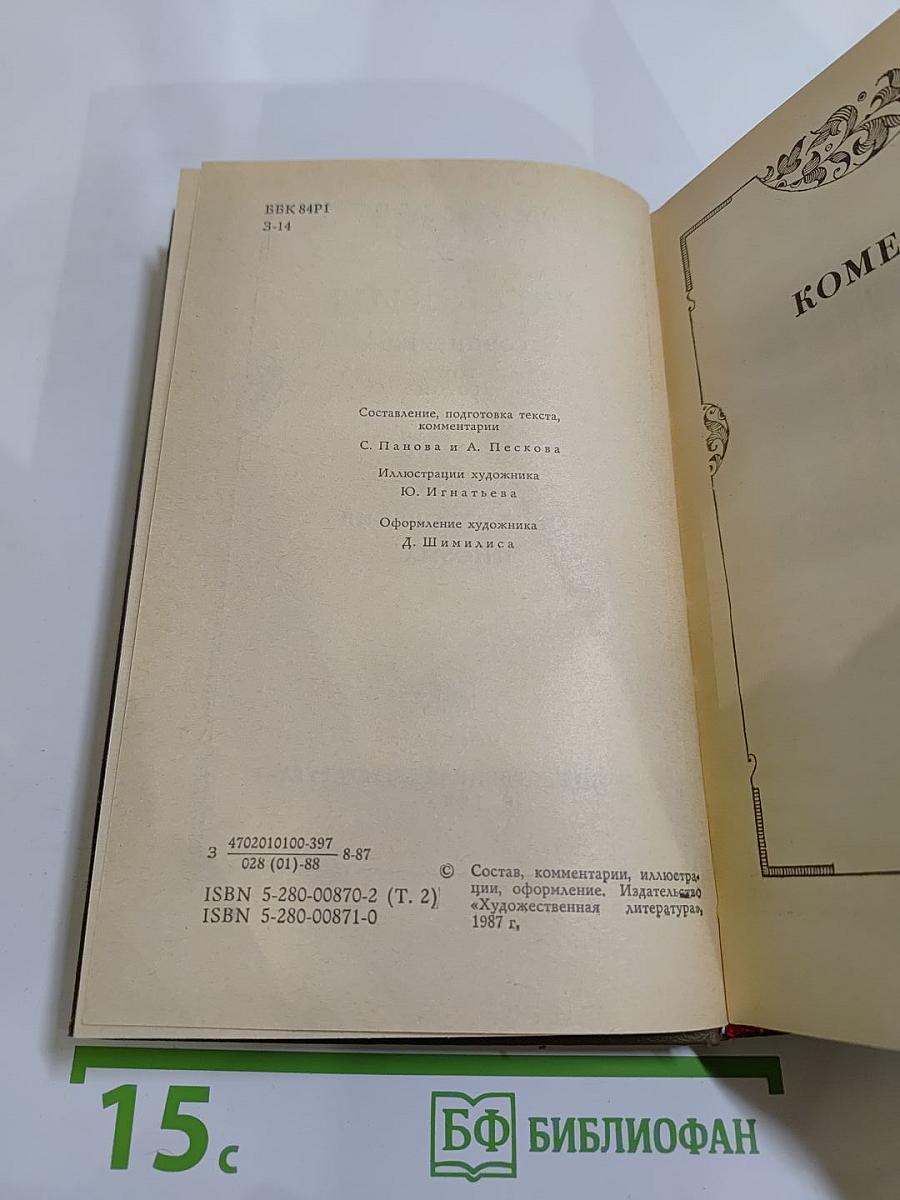 ББК 84Р1
З-14
Составление, подготовка текста,
комментарии
С. Панова и А. Пескова
Иллюстрации художника
Ю. Игнатьева
Оформление художника
Д. Шимилиса
КОМЕ
З 4702010100-397
028 (01)-88 8-87
ISBN 5-280-00870-2 (Т. 2)
ISBN 5-280-00871-0
© Состав, комментарии, иллюстра-
ции, оформление. Издательство
«Художественная литература»,
1987 г,
15 с
БФ БИБЛИОФАН